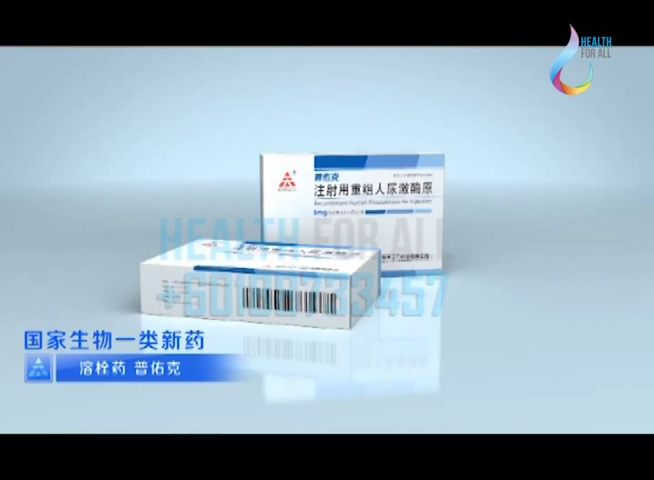 HEALTH
FOR ALL
普佑克
注射用重组人尿激酶原
Recombinant Human Prourokinase for Injection
5mg
HEALTH FOR ALL
+60100733457
国家生物一类新药
溶栓药 普佑克